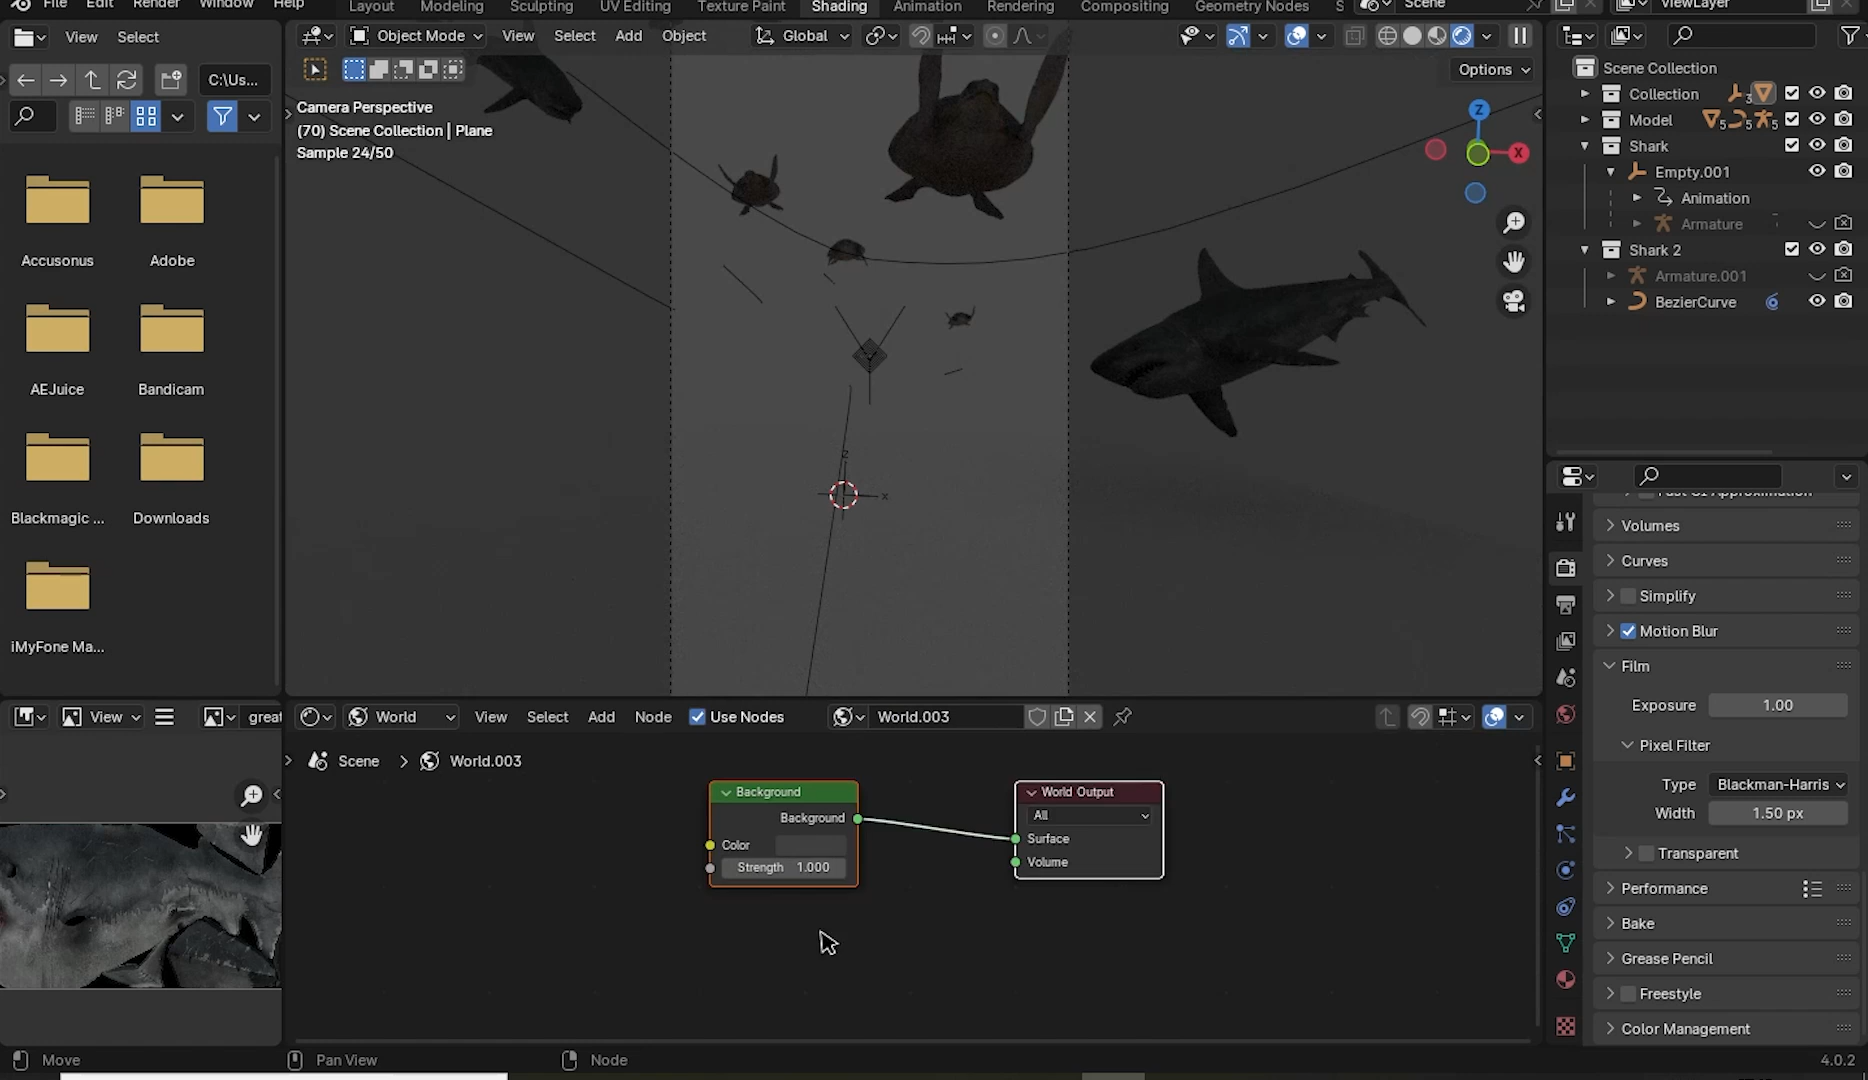 File Edit Render Window Help
Layout Modeling Sculpting UV Editing Texture Paint Shading Animation Rendering Compositing Geometry Nodes S
Scene
ViewLayer
View Select
C:\Us...
Accusonus
Adobe
AEJuice
Bandicam
Blackmagic ...
Downloads
iMyFone Ma...
Object Mode View Select Add Object
Global
Options
Camera Perspective
(70) Scene Collection | Plane
Sample 24/50
Z
X
Scene Collection
Collection 3
Model 5 5 5
Shark
Empty.001
Animation
Armature
Shark 2
Armature.001
BezierCurve
Volumes
Curves
Simplify
Motion Blur
Film
Exposure 1.00
Pixel Filter
Type Blackman-Harris
Width 1.50 px
Transparent
Performance
Bake
Grease Pencil
Freestyle
Color Management
View
great
World View Select Add Node Use Nodes World.003
Scene > World.003
Background
Background
Color
Strength 1.000
World Output
All
Surface
Volume
Move
Pan View
Node
4.0.2